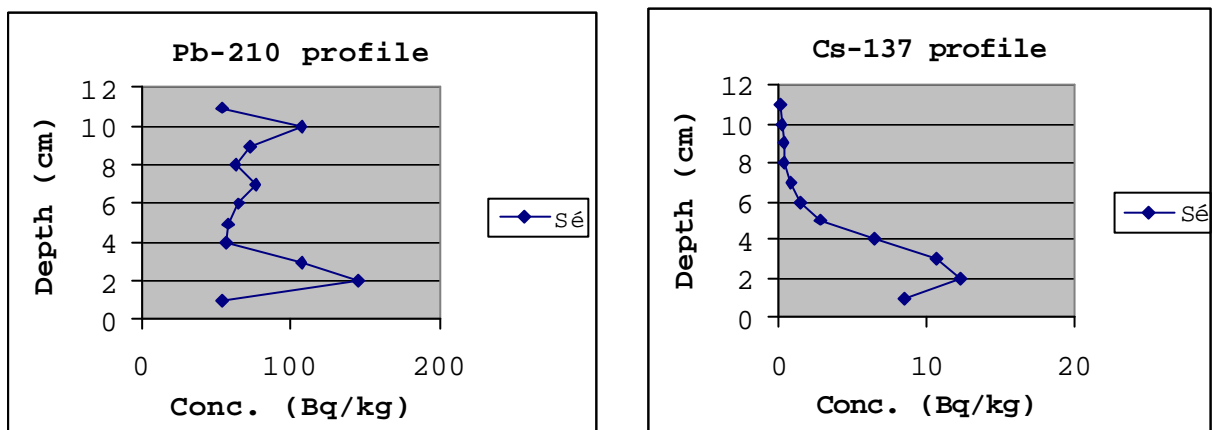 Pb-210 profile
12
10
8
6
4
2
0
Depth (cm)
0 100 200
Conc. (Bq/kg)
Sé
Cs-137 profile
12
10
8
6
4
2
0
Depth (cm)
0 10 20
Conc. (Bq/kg)
Sé